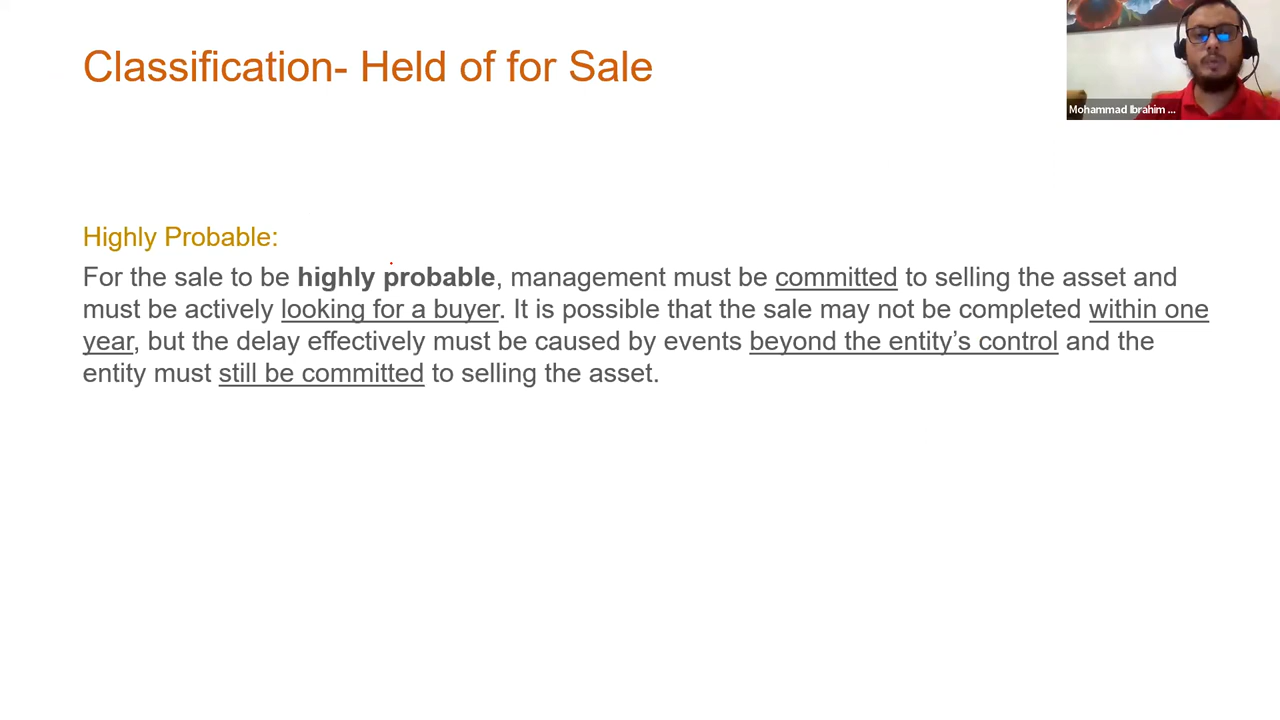 Classification- Held of for Sale
Mohammad Ibrahim ...
Highly Probable:
For the sale to be highly probable, management must be committed to selling the asset and
must be actively looking for a buyer. It is possible that the sale may not be completed within one
year, but the delay effectively must be caused by events beyond the entity’s control and the
entity must still be committed to selling the asset.